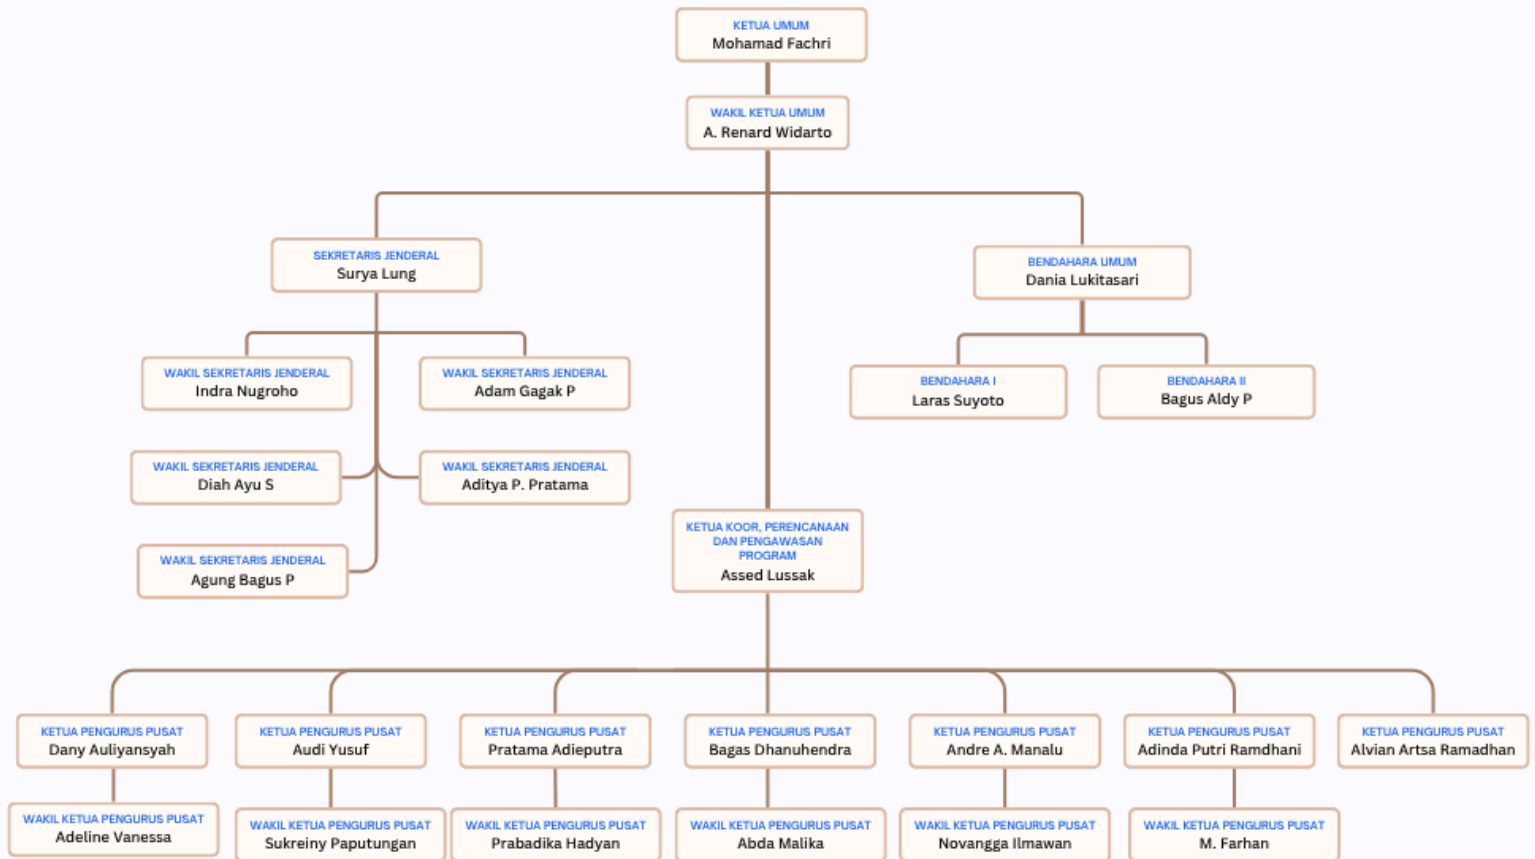 KETUA UMUM
Mohamad Fachri
WAKIL KETUA UMUM
A. Renard Widarto
SEKRETARIS JENDERAL
Surya Lung
BENDAHARA UMUM
Dania Lukitasari
WAKIL SEKRETARIS JENDERAL
Indra Nugroho
WAKIL SEKRETARIS JENDERAL
Adam Gagak P
BENDAHARA I
Laras Suyoto
BENDAHARA II
Bagus Aldy P
WAKIL SEKRETARIS JENDERAL
Diah Ayu S
WAKIL SEKRETARIS JENDERAL
Aditya P. Pratama
WAKIL SEKRETARIS JENDERAL
Agung Bagus P
KETUA KOOR, PERENCANAAN
DAN PENGAWASAN
PROGRAM
Assed Lussak
KETUA PENGURUS PUSAT
Dany Auliyansyah
KETUA PENGURUS PUSAT
Audi Yusuf
KETUA PENGURUS PUSAT
Pratama Adieputra
KETUA PENGURUS PUSAT
Bagas Dhanuhendra
KETUA PENGURUS PUSAT
Andre A. Manalu
KETUA PENGURUS PUSAT
Adinda Putri Ramdhani
KETUA PENGURUS PUSAT
Alvian Artsa Ramadhan
WAKIL KETUA PENGURUS PUSAT
Adeline Vanessa
WAKIL KETUA PENGURUS PUSAT
Sukreiny Paputungan
WAKIL KETUA PENGURUS PUSAT
Prabadika Hadyan
WAKIL KETUA PENGURUS PUSAT
Abda Malika
WAKIL KETUA PENGURUS PUSAT
Novangga Ilmawan
WAKIL KETUA PENGURUS PUSAT
M. Farhan